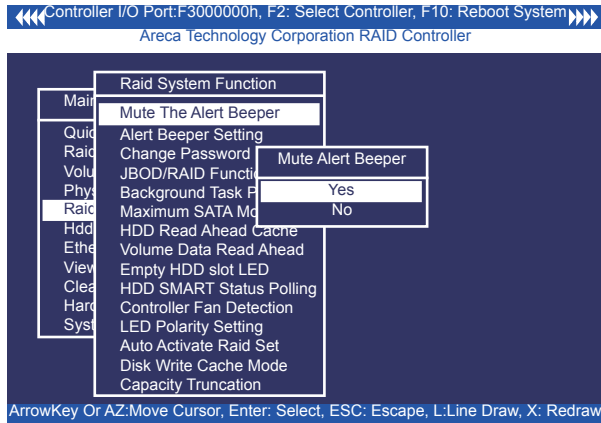 Controller I/O Port:F3000000h, F2: Select Controller, F10: Reboot System
Areca Technology Corporation RAID Controller
Raid System Function
Mute The Alert Beeper
Alert Beeper Setting
Change Password
JBOD/RAID Functi
Background Task P
Maximum SATA Mo
HDD Read Ahead Cache
Volume Data Read Ahead
Empty HDD slot LED
HDD SMART Status Polling
Controller Fan Detection
LED Polarity Setting
Auto Activate Raid Set
Disk Write Cache Mode
Capacity Truncation
Main
Quic
Raid
Volu
Phys
Raid
Hdd
Ethe
View
Clea
Hard
Syst
Mute Alert Beeper
Yes
No
ArrowKey Or AZ:Move Cursor, Enter: Select, ESC: Escape, L:Line Draw, X: Redraw